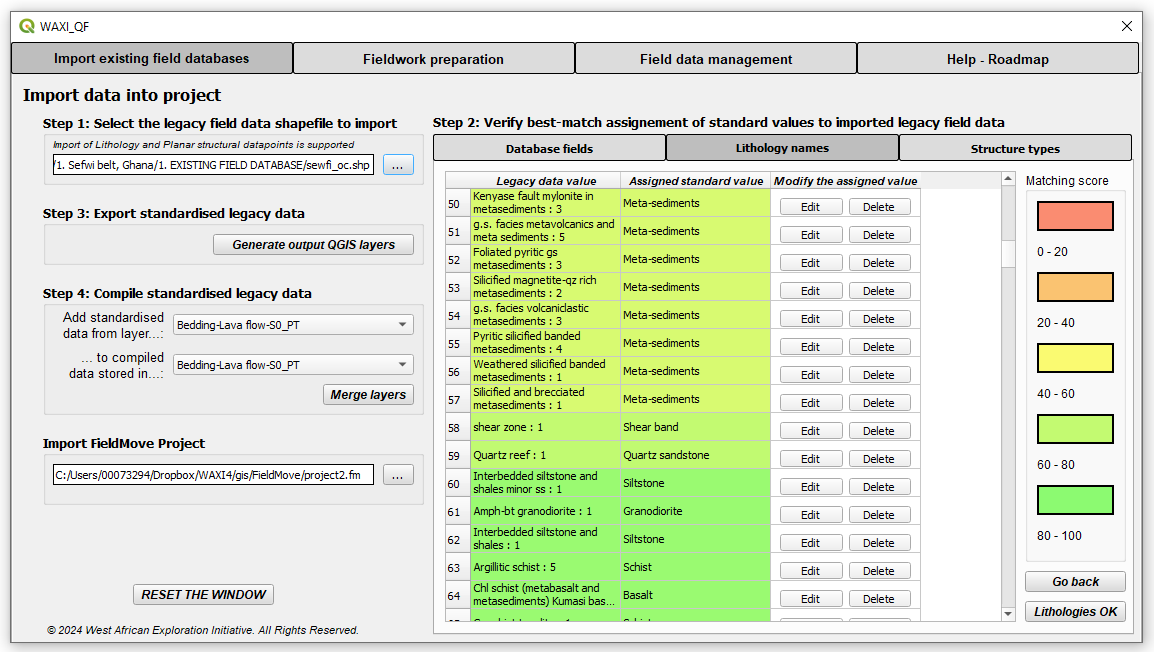 WAXI_QF
Import existing field databases
Fieldwork preparation
Field data management
Help - Roadmap
Import data into project
Step 1: Select the legacy field data shapefile to import
Import of Lithology and Planar structural datapoints is supported
/1. Sefwi belt, Ghana/1. EXISTING FIELD DATABASE/sewfi_oc.shp
...
Step 3: Export standardised legacy data
Generate output QGIS layers
Step 4: Compile standardised legacy data
Add standardised
data from layer...:
Bedding-Lava flow-S0_PT
... to compiled
data stored in...:
Bedding-Lava flow-S0_PT
Merge layers
Import FieldMove Project
C:/Users/00073294/Dropbox/WAXI4/gis/FieldMove/project2.fm
...
RESET THE WINDOW
© 2024 West African Exploration Initiative. All Rights Reserved.
Step 2: Verify best-match assignement of standard values to imported legacy field data
Database fields
Lithology names
Structure types
Legacy data value Assigned standard value Modify the assigned value
50 Kenyase fault mylonite in
metasediments : 3
Meta-sediments Edit Delete
51 g.s. facies metavolcanics and
meta sediments : 5
Meta-sediments Edit Delete
52 Foliated pyritic gs
metasediments : 3
Meta-sediments Edit Delete
53 Silicified magnetite-qz rich
metasediments : 2
Meta-sediments Edit Delete
54 g.s. facies volcaniclastic
metasediments : 3
Meta-sediments Edit Delete
55 Pyritic silicified banded
metasediments : 4
Meta-sediments Edit Delete
56 Weathered silicified banded
metasediments : 1
Meta-sediments Edit Delete
57 Silicified and brecciated
metasediments : 1
Meta-sediments Edit Delete
58 shear zone : 1 Shear band Edit Delete
59 Quartz reef : 1 Quartz sandstone Edit Delete
60 Interbedded siltstone and
shales minor ss : 1
Siltstone Edit Delete
61 Amph-bt granodiorite : 1 Granodiorite Edit Delete
62 Interbedded siltstone and
shales : 1
Siltstone Edit Delete
63 Argillitic schist : 5 Schist Edit Delete
64 Chl schist (metabasalt and
metasediments) Kumasi bas...
Basalt Edit Delete
Matching score
0 - 20
20 - 40
40 - 60
60 - 80
80 - 100
Go back
Lithologies OK